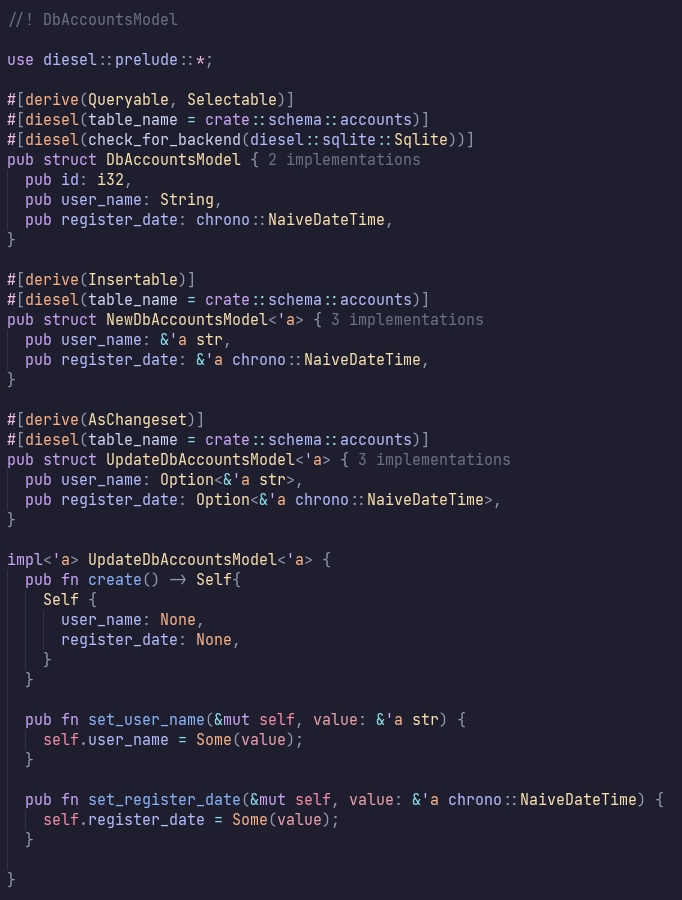 //! DbAccountsModel
use diesel::prelude::*;
#[derive(Queryable, Selectable)]
#[diesel(table_name = crate::schema::accounts)]
#[diesel(check_for_backend(diesel::sqlite::Sqlite))]
pub struct DbAccountsModel { 2 implementations
  pub id: i32,
  pub user_name: String,
  pub register_date: chrono::NaiveDateTime,
}
#[derive(Insertable)]
#[diesel(table_name = crate::schema::accounts)]
pub struct NewDbAccountsModel<'a> { 3 implementations
  pub user_name: &'a str,
  pub register_date: &'a chrono::NaiveDateTime,
}
#[derive(AsChangeset)]
#[diesel(table_name = crate::schema::accounts)]
pub struct UpdateDbAccountsModel<'a> { 3 implementations
  pub user_name: Option<&'a str>,
  pub register_date: Option<&'a chrono::NaiveDateTime>,
}
impl<'a> UpdateDbAccountsModel<'a> {
  pub fn create() -> Self{
    Self {
      user_name: None,
      register_date: None,
    }
  }
  pub fn set_user_name(&mut self, value: &'a str) {
    self.user_name = Some(value);
  }
  pub fn set_register_date(&mut self, value: &'a chrono::NaiveDateTime) {
    self.register_date = Some(value);
  }
}